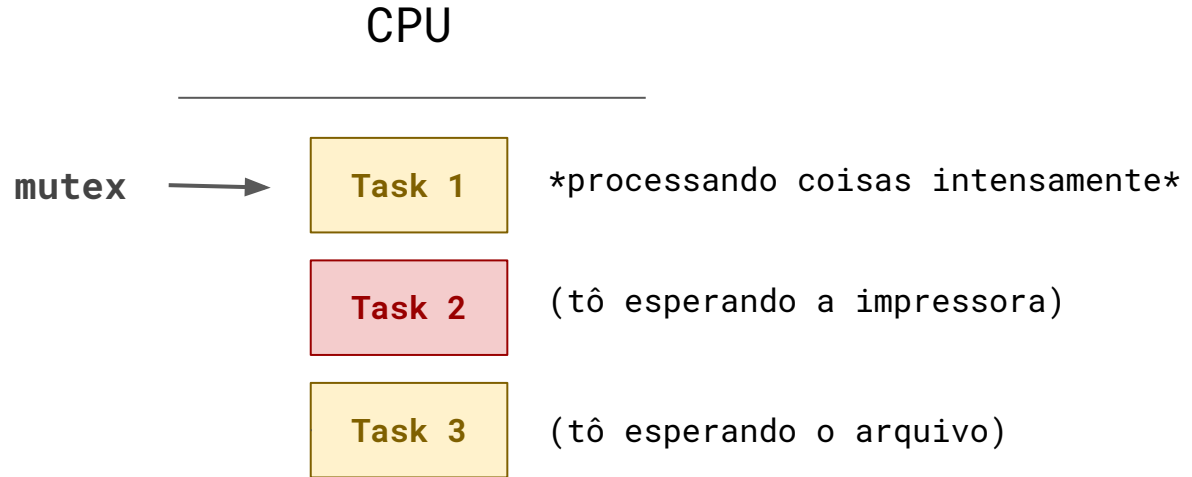 CPU
mutex
Task 1
*processando coisas intensamente*
Task 2
(tô esperando a impressora)
Task 3
(tô esperando o arquivo)